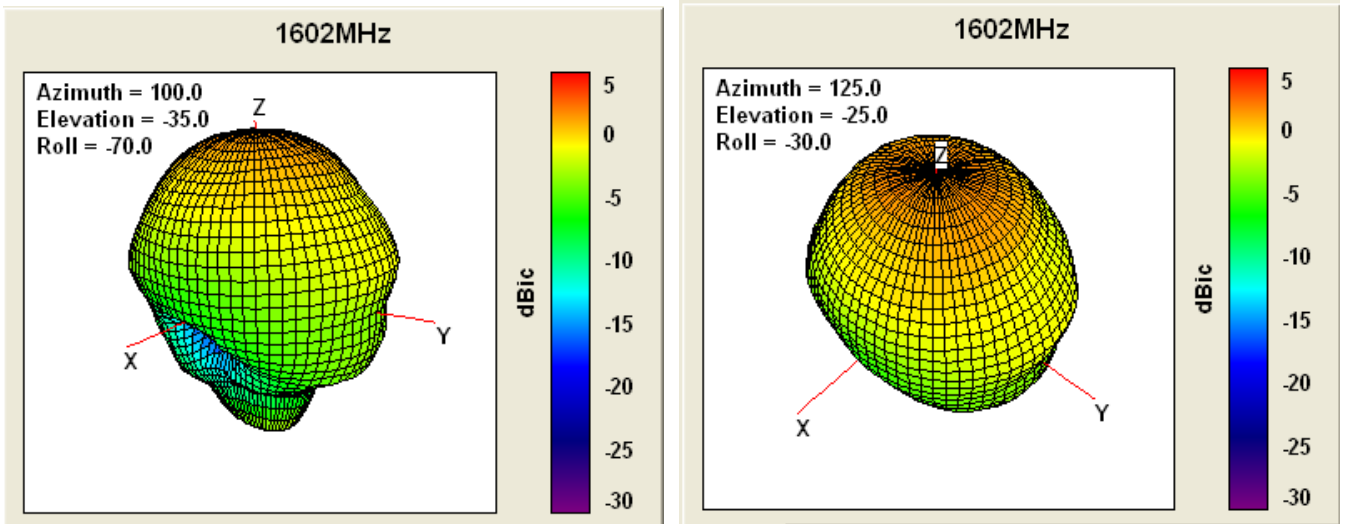 1602MHz
Azimuth = 100.0
Elevation = -35.0
Roll = -70.0
Z
X
Y
5
0
-5
-10
-15
-20
-25
-30
dBic
1602MHz
Azimuth = 125.0
Elevation = -25.0
Roll = -30.0
Z
X
Y
5
0
-5
-10
-15
-20
-25
-30
dBic